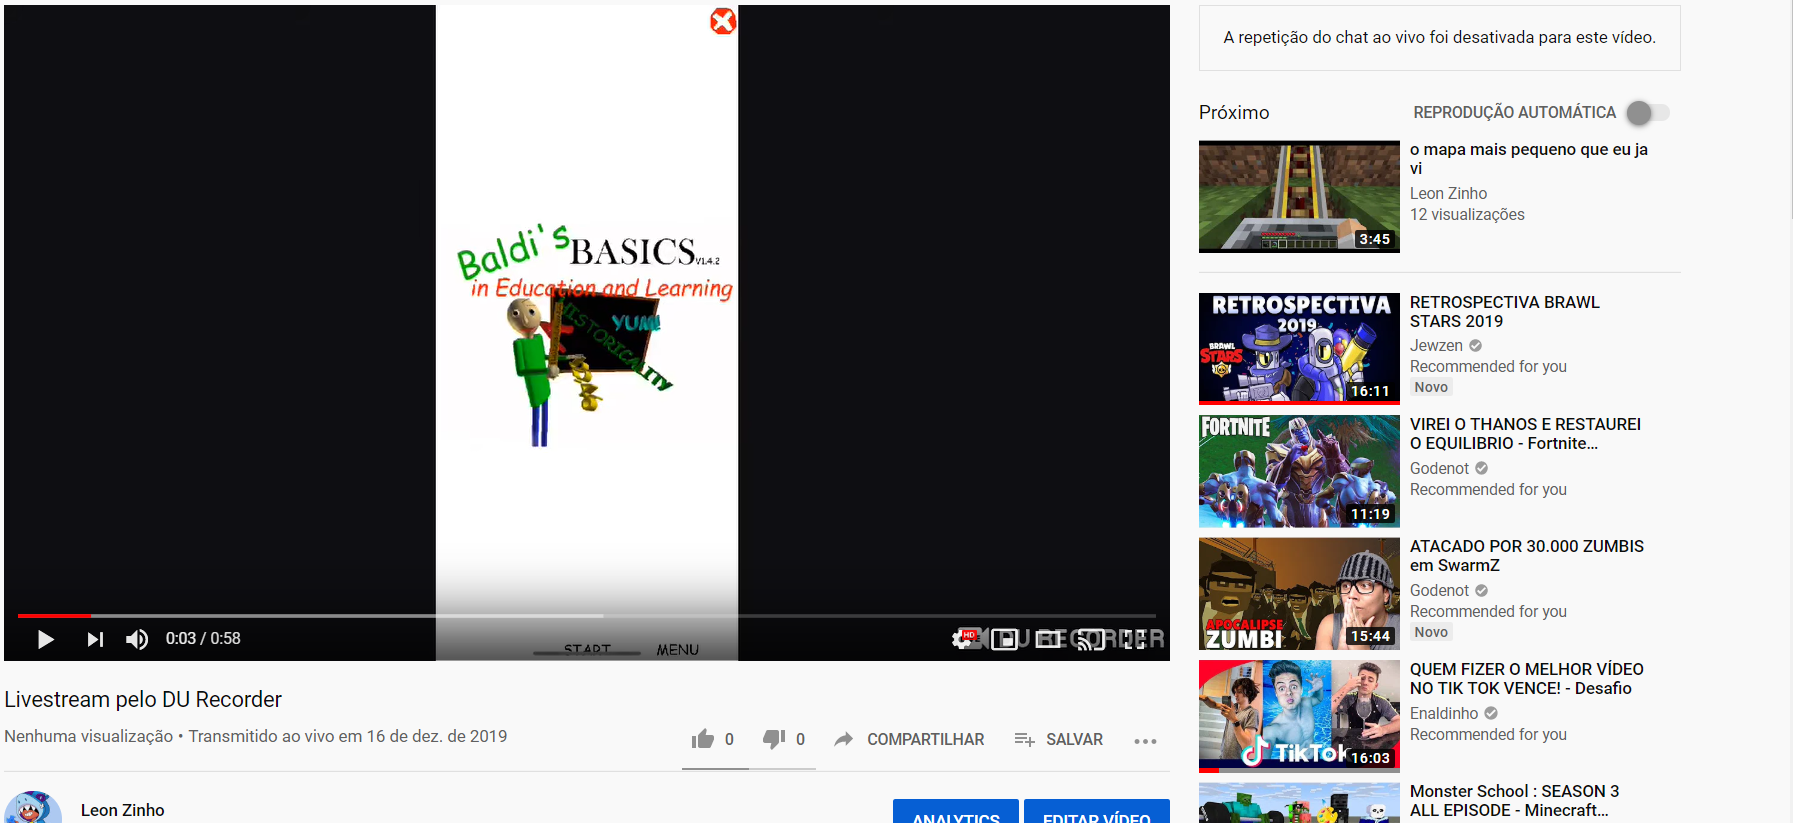 Baldi's
BASICS V1.4.2
in Education and Learning
HISTORICALITY
YUM!
START
MENU
0:03 / 0:58
HD
DU RECORDER
Livestream pelo DU Recorder
Nenhuma visualização • Transmitido ao vivo em 16 de dez. de 2019
0
0
COMPARTILHAR
SALVAR
Leon Zinho
ANALYTICS
EDITAR VÍDEO
A repetição do chat ao vivo foi desativada para este vídeo.
Próximo
REPRODUÇÃO AUTOMÁTICA
3:45
o mapa mais pequeno que eu ja
vi
Leon Zinho
12 visualizações
RETROSPECTIVA
2019
BRAWL
STARS
16:11
RETROSPECTIVA BRAWL
STARS 2019
Jewzen
Recommended for you
Novo
FORTNITE
11:19
VIREI O THANOS E RESTAUREI
O EQUILIBRIO - Fortnite...
Godenot
Recommended for you
APOCALIPSE
ZUMBI
15:44
ATACADO POR 30.000 ZUMBIS
em SwarmZ
Godenot
Recommended for you
Novo
TikTok
16:03
QUEM FIZER O MELHOR VÍDEO
NO TIK TOK VENCE! - Desafio
Enaldinho
Recommended for you
Monster School : SEASON 3
ALL EPISODE - Minecraft...